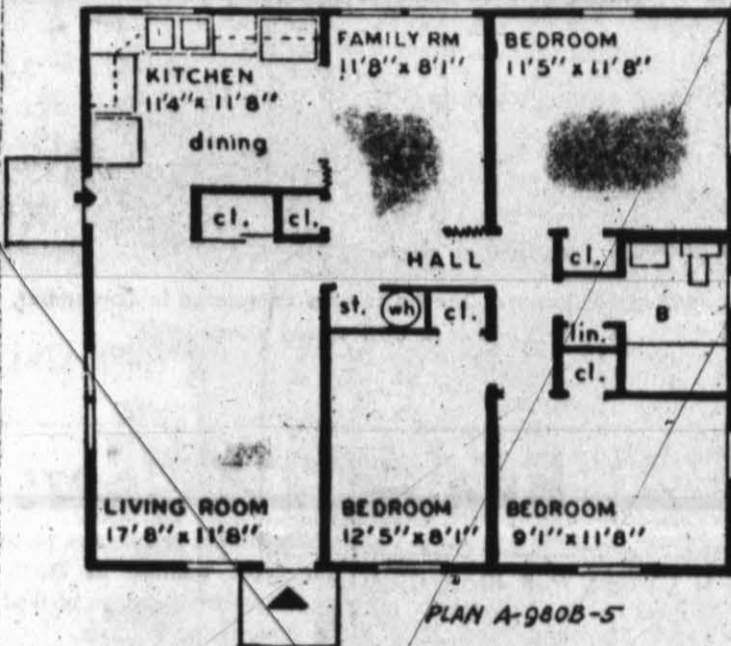 KITCHEN
11'4" x 11'8"
dining
FAMILY RM
11'8" x 8'1"
BEDROOM
11'5" x 11'8"
cl.
cl.
HALL
cl.
st.
wh
cl.
B
lin.
cl.
LIVING ROOM
17'8" x 11'8"
BEDROOM
12'5" x 8'1"
BEDROOM
9'1" x 11'8"
PLAN A-980B-5